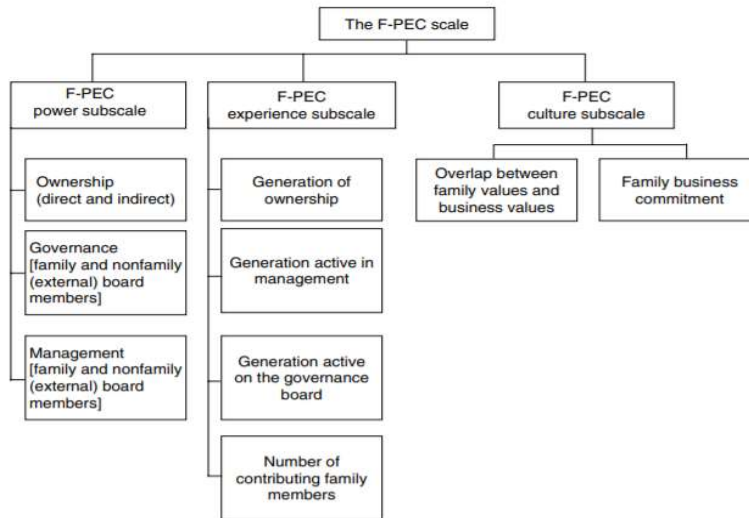 The F-PEC scale
F-PEC
power subscale
F-PEC
experience subscale
F-PEC
culture subscale
Ownership
(direct and indirect)
Governance
[family and nonfamily
(external) board
members]
Management
[family and nonfamily
(external) board
members]
Generation of
ownership
Generation active in
management
Generation active
on the governance
board
Number of
contributing family
members
Overlap between
family values and
business values
Family business
commitment